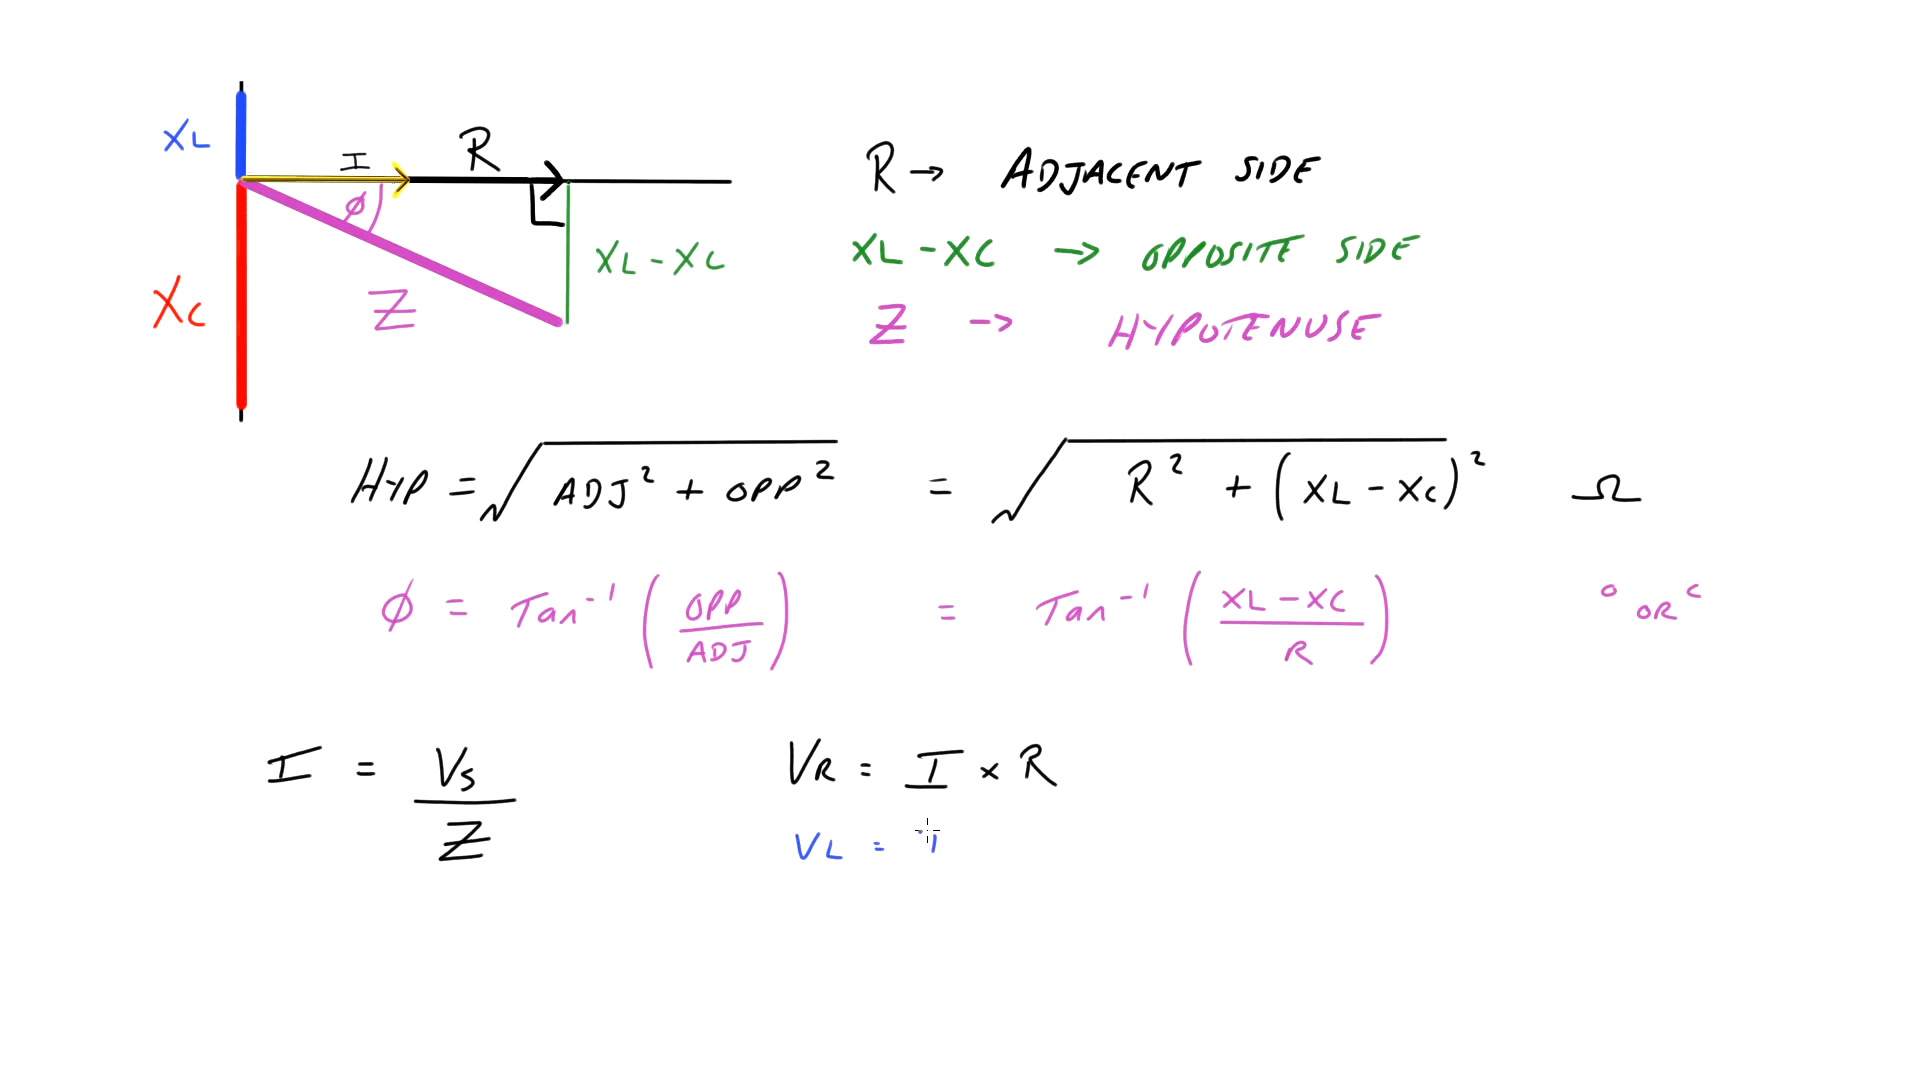 XL
I
R
R → ADJACENT SIDE
ϕ
XL - XC
XL - XC → OPPOSITE SIDE
XC
Z
Z → HYPOTENUSE
HYP = √(ADJ² + OPP²) = √(R² + (XL - XC)²) Ω
ϕ = Tan⁻¹ (OPP/ADJ) = Tan⁻¹ (XL - XC/R) ° OR ᶜ
I = VS/Z
VR = I × R
VL =